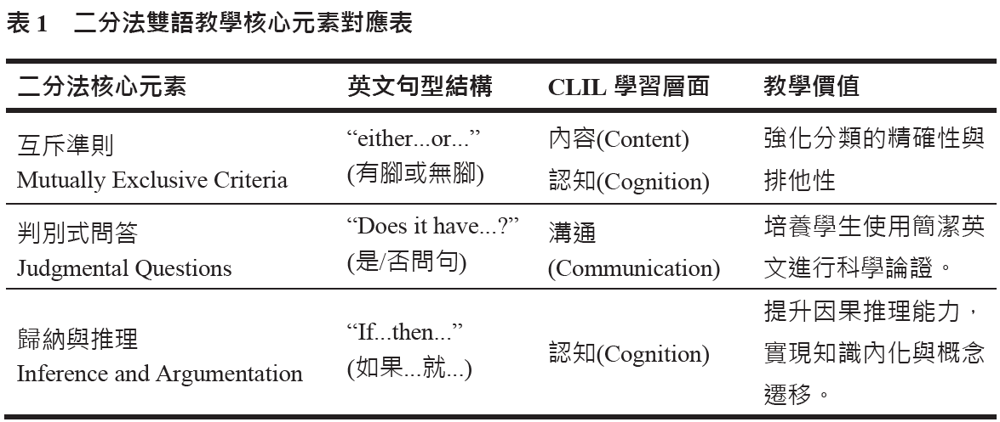 表 1 二分法雙語教學核心元素對應表
二分法核心元素 英文句型結構 CLIL 學習層面 教學價值
互斥準則
Mutually Exclusive Criteria
“either...or...”
(有腳或無腳)
內容(Content)
認知(Cognition)
強化分類的精確性與
排他性
判別式問答
Judgmental Questions
“Does it have...?”
(是/否問句)
溝通
(Communication)
培養學生使用簡潔英
文進行科學論證。
歸納與推理
Inference and Argumentation
“If...then...”
(如果...就...)
認知(Cognition)
提升因果推理能力，
實現知識內化與概念
遷移。